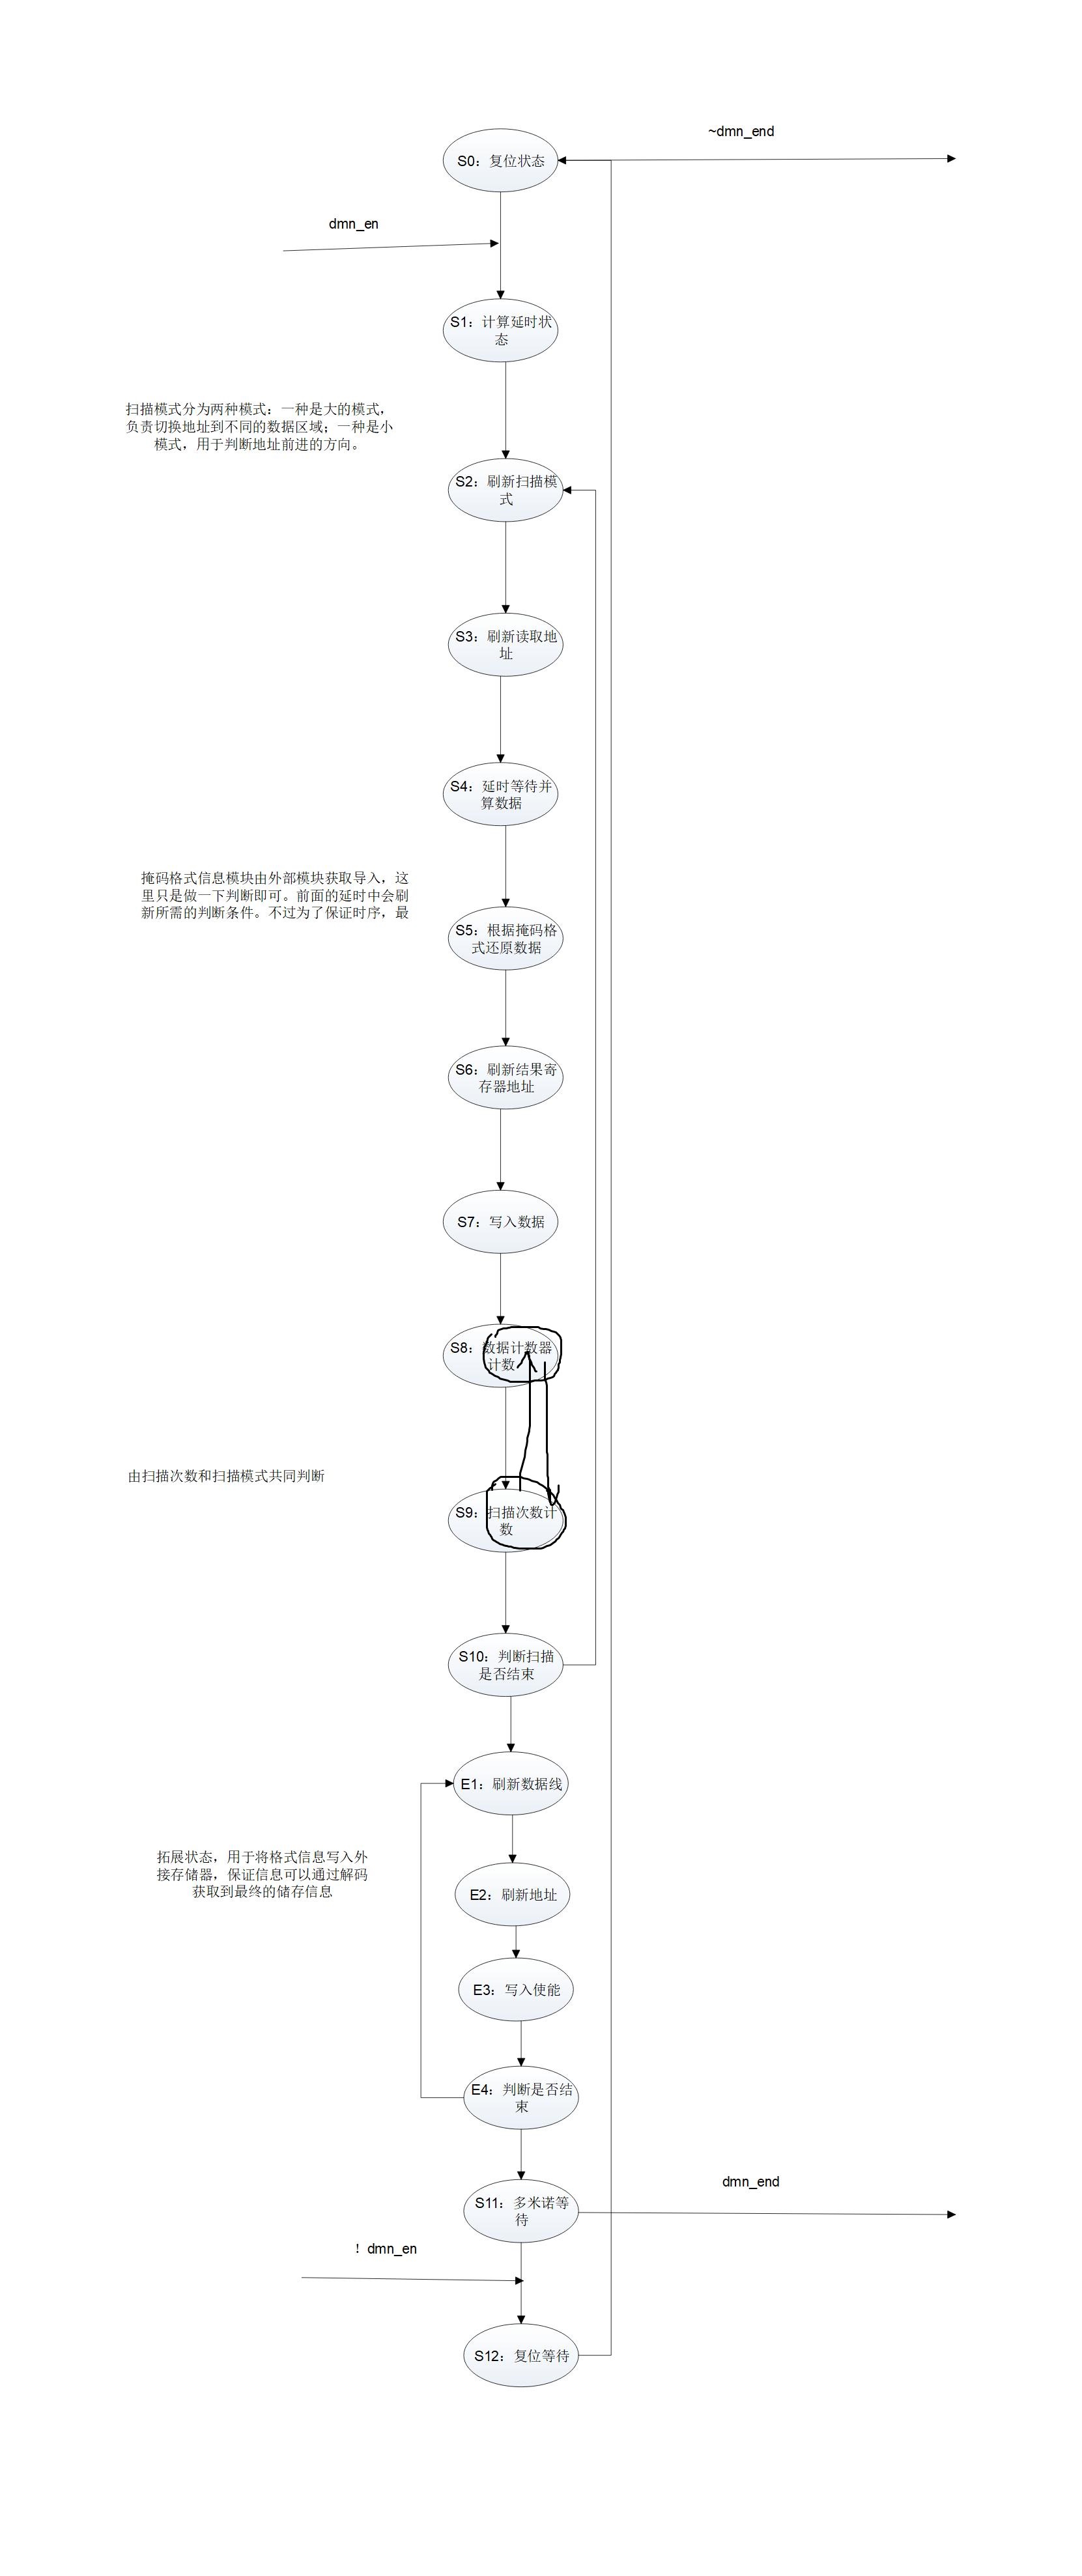 ~dmn_end
S0：复位状态
dmn_en
S1：计算延时状
态
扫描模式分为两种模式：一种是大的模式，
负责切换地址到不同的数据区域；一种是小
模式，用于判断地址前进的方向。
S2：刷新扫描模
式
S3：刷新读取地
址
S4：延时等待并
算数据
掩码格式信息模块由外部模块获取导入，这
里只是做一下判断即可。前面的延时中会刷
新所需的判断条件。不过为了保证时序，最
S5：根据掩码格
式还原数据
S6：刷新结果寄
存器地址
S7：写入数据
S8：数据计数器
计数
由扫描次数和扫描模式共同判断
S9：扫描次数计
数
S10：判断扫描
是否结束
E1：刷新数据线
拓展状态，用于将格式信息写入外
接存储器，保证信息可以通过解码
获取到最终的储存信息
E2：刷新地址
E3：写入使能
E4：判断是否结
束
dmn_end
S11：多米诺等
待
！dmn_en
S12：复位等待